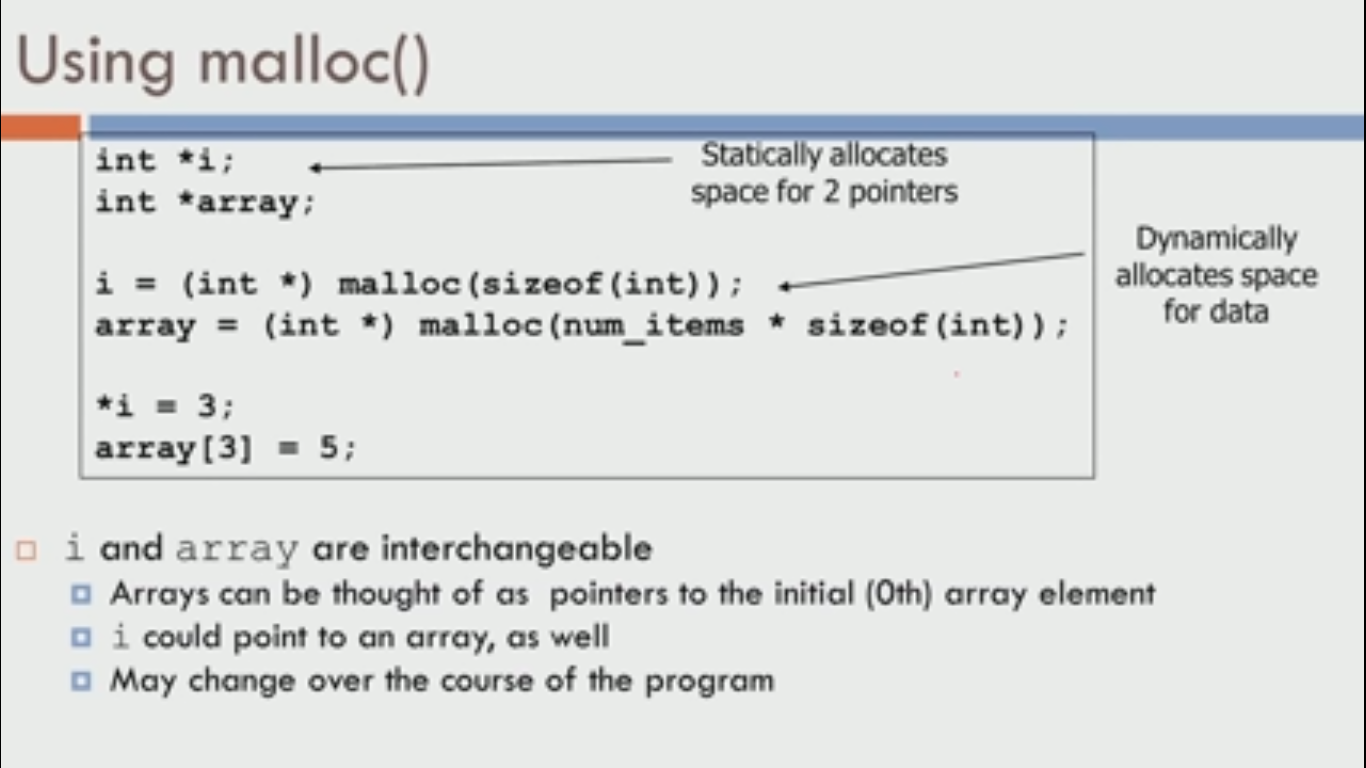 Using malloc()
int *i;
int *array;
Statically allocates
space for 2 pointers
i = (int *) malloc(sizeof(int));
array = (int *) malloc(num_items * sizeof(int));
Dynamically
allocates space
for data
*i = 3;
array[3] = 5;
i and array are interchangeable
Arrays can be thought of as pointers to the initial (0th) array element
i could point to an array, as well
May change over the course of the program